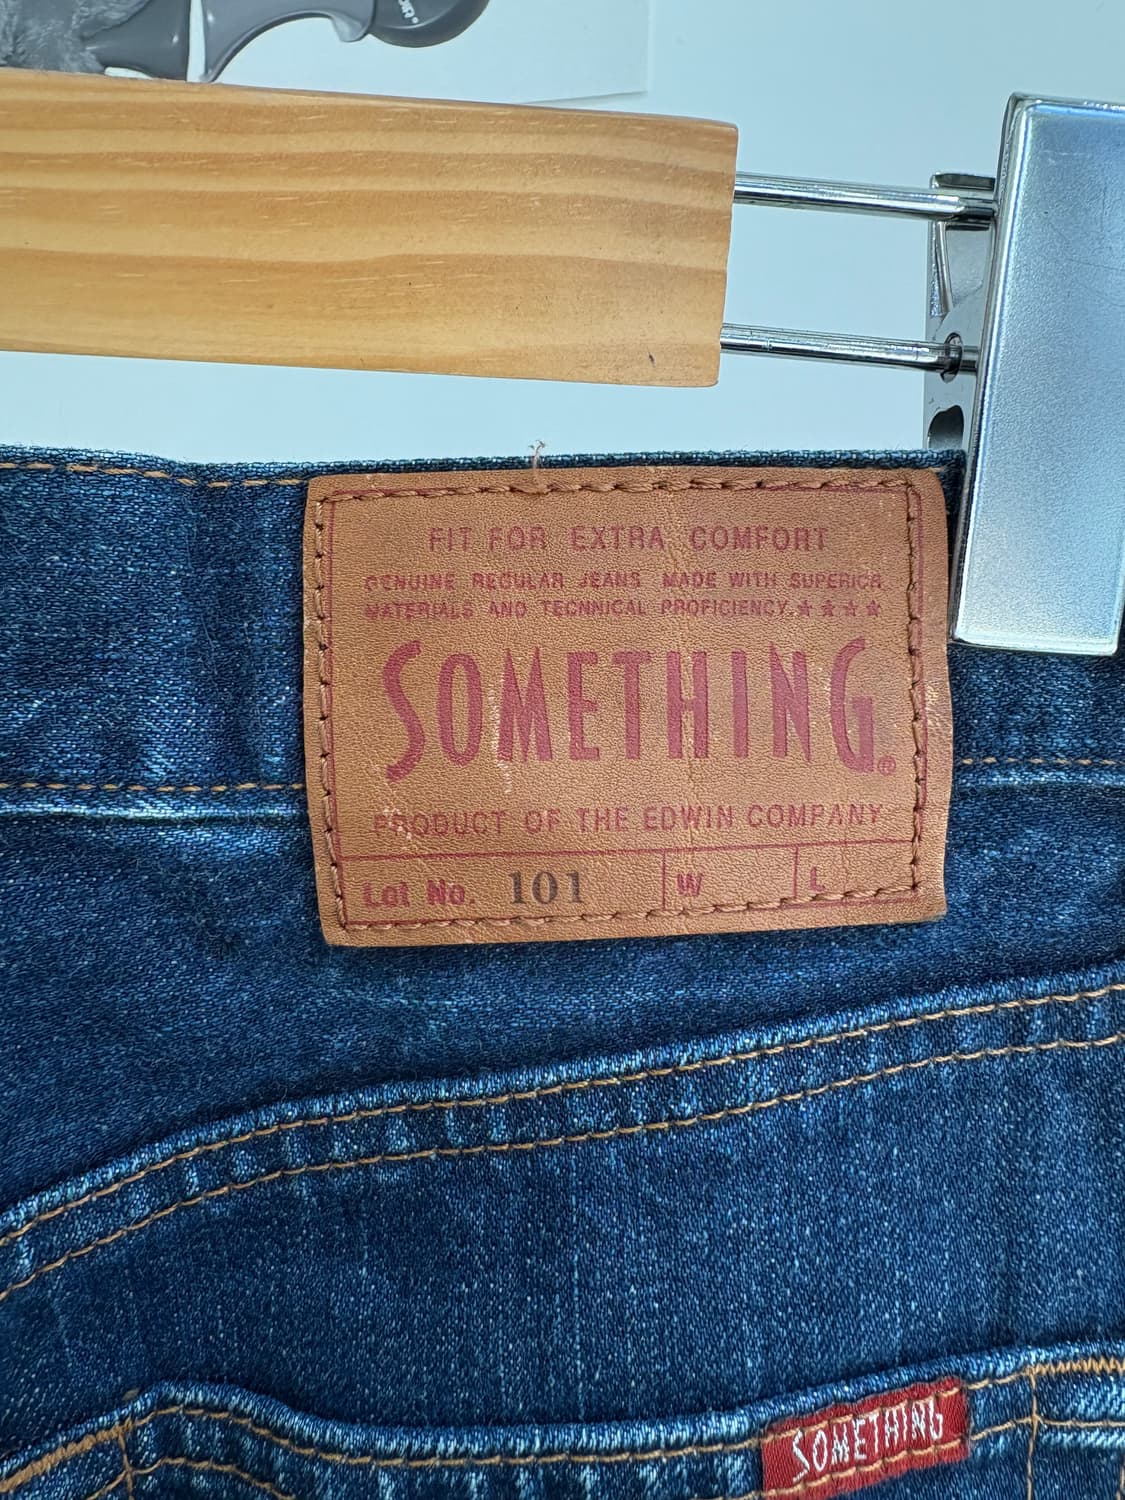 FIT FOR EXTRA COMFORT
GENUINE REGULAR JEANS MADE WITH SUPERIOR
MATERIALS AND TECHNICAL PROFICIENCY.★★★★
SOMETHING®
PRODUCT OF THE EDWIN COMPANY
Lot No. 101 W L
SOMETHING